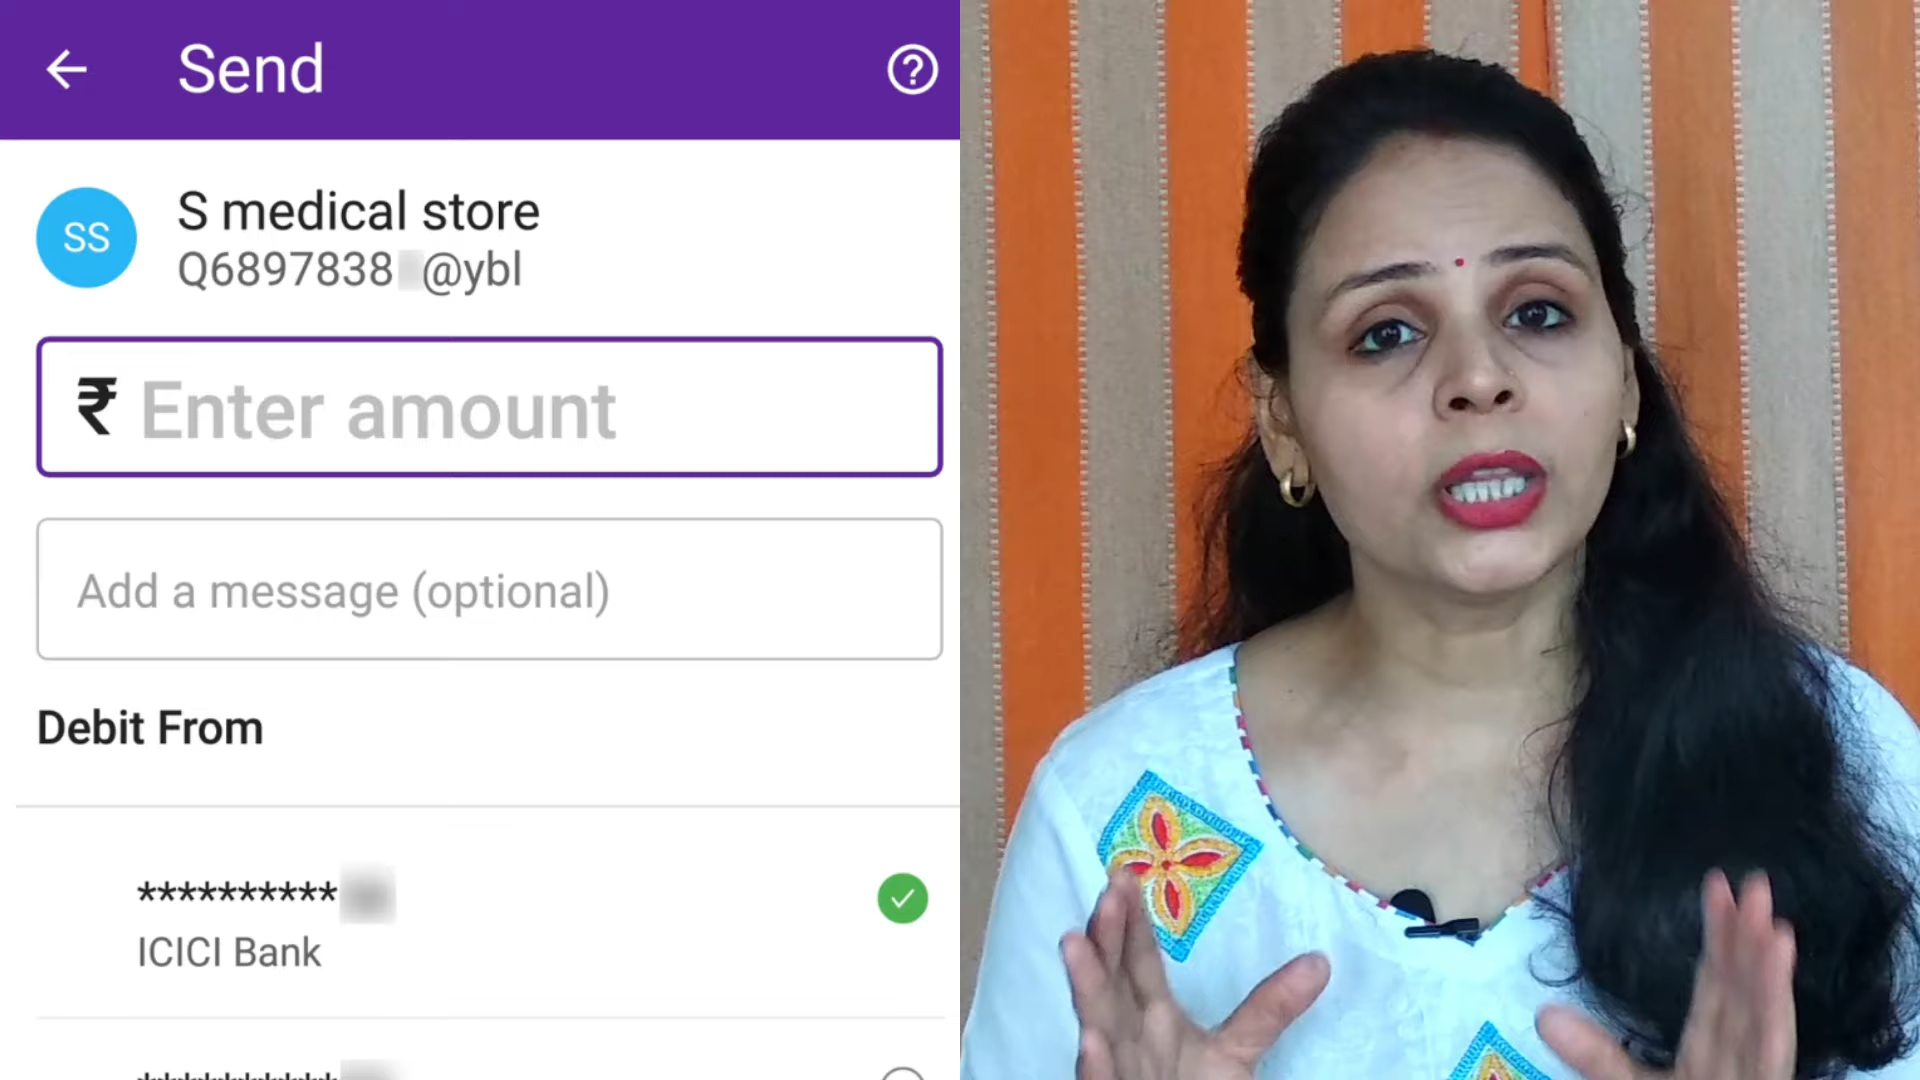 Send
SS
S medical store
Q6897838 @ybl
₹ Enter amount
Add a message (optional)
Debit From
**********
ICICI Bank